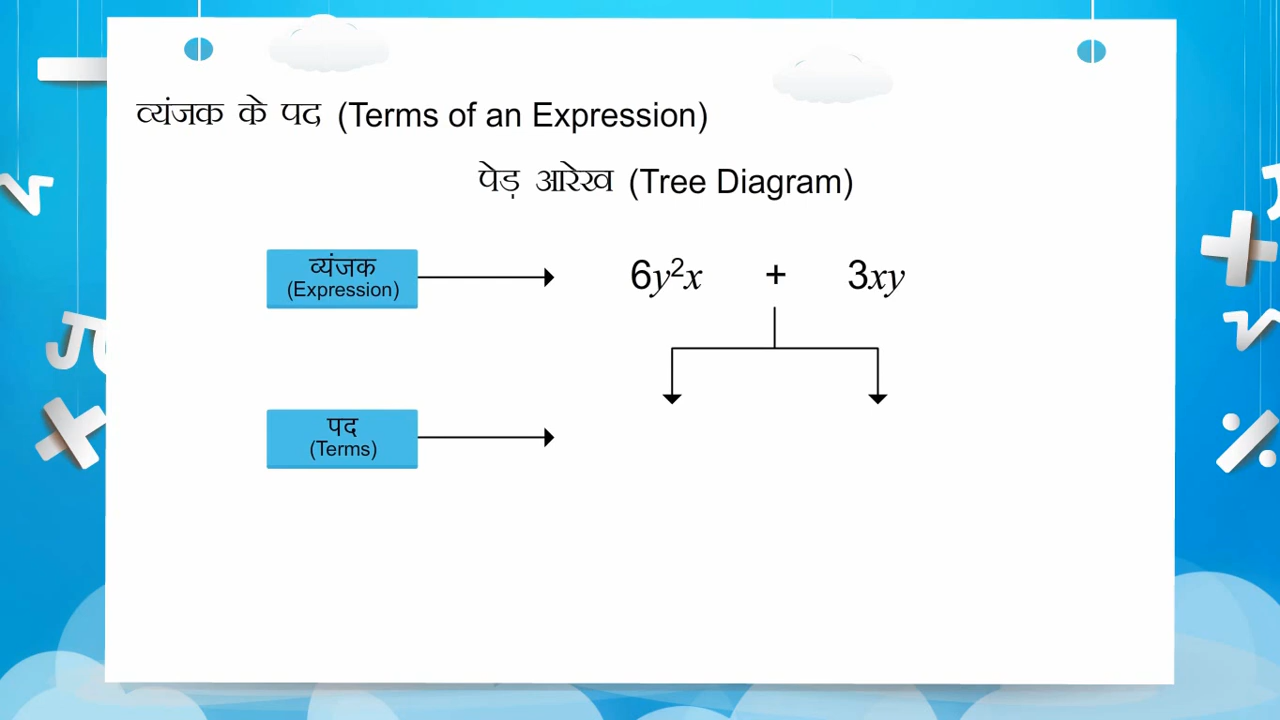 व्यंजक के पद (Terms of an Expression)
पेड़ आरेख (Tree Diagram)
व्यंजक
(Expression)
6y²x + 3xy
पद
(Terms)